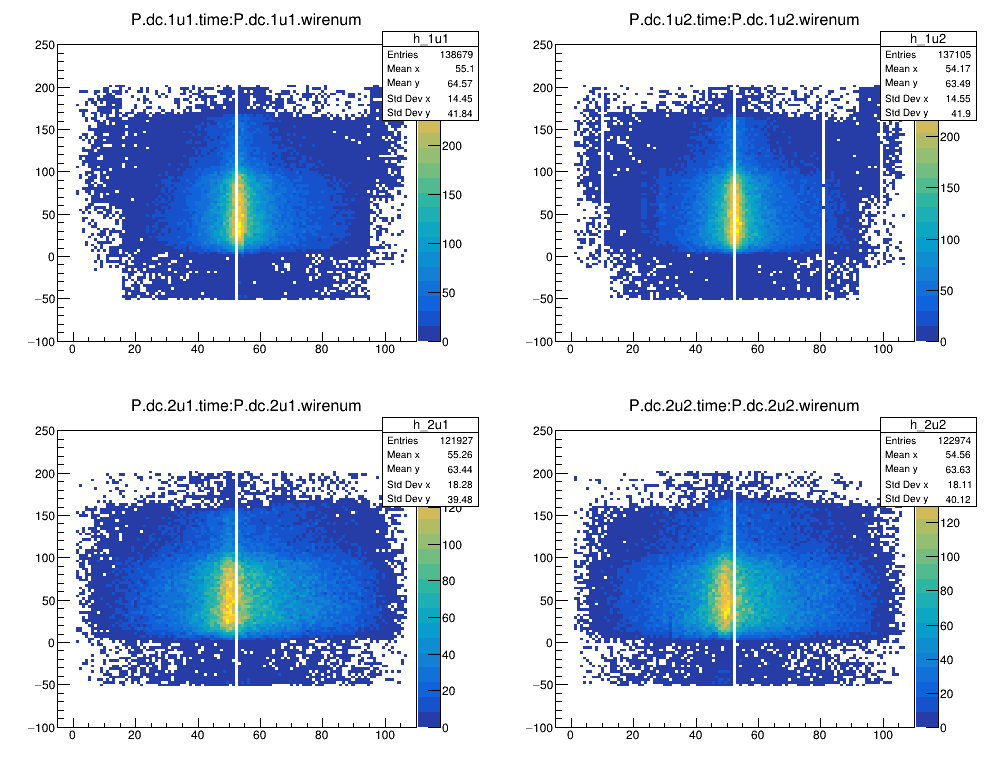 P.dc.1u1.time:P.dc.1u1.wirenum
h_1u1
Entries 138679
Mean x 55.1
Mean y 64.57
Std Dev x 14.45
Std Dev y 41.84
250
200
150
100
50
0
−50
−100
0 20 40 60 80 100
200
150
100
50
0
P.dc.1u2.time:P.dc.1u2.wirenum
h_1u2
Entries 137105
Mean x 54.17
Mean y 63.49
Std Dev x 14.55
Std Dev y 41.9
250
200
150
100
50
0
−50
−100
0 20 40 60 80 100
200
150
100
50
0
P.dc.2u1.time:P.dc.2u1.wirenum
h_2u1
Entries 121927
Mean x 55.26
Mean y 63.44
Std Dev x 18.28
Std Dev y 39.48
250
200
150
100
50
0
−50
−100
0 20 40 60 80 100
120
100
80
60
40
20
0
P.dc.2u2.time:P.dc.2u2.wirenum
h_2u2
Entries 122974
Mean x 54.56
Mean y 63.63
Std Dev x 18.11
Std Dev y 40.12
250
200
150
100
50
0
−50
−100
0 20 40 60 80 100
120
100
80
60
40
20
0